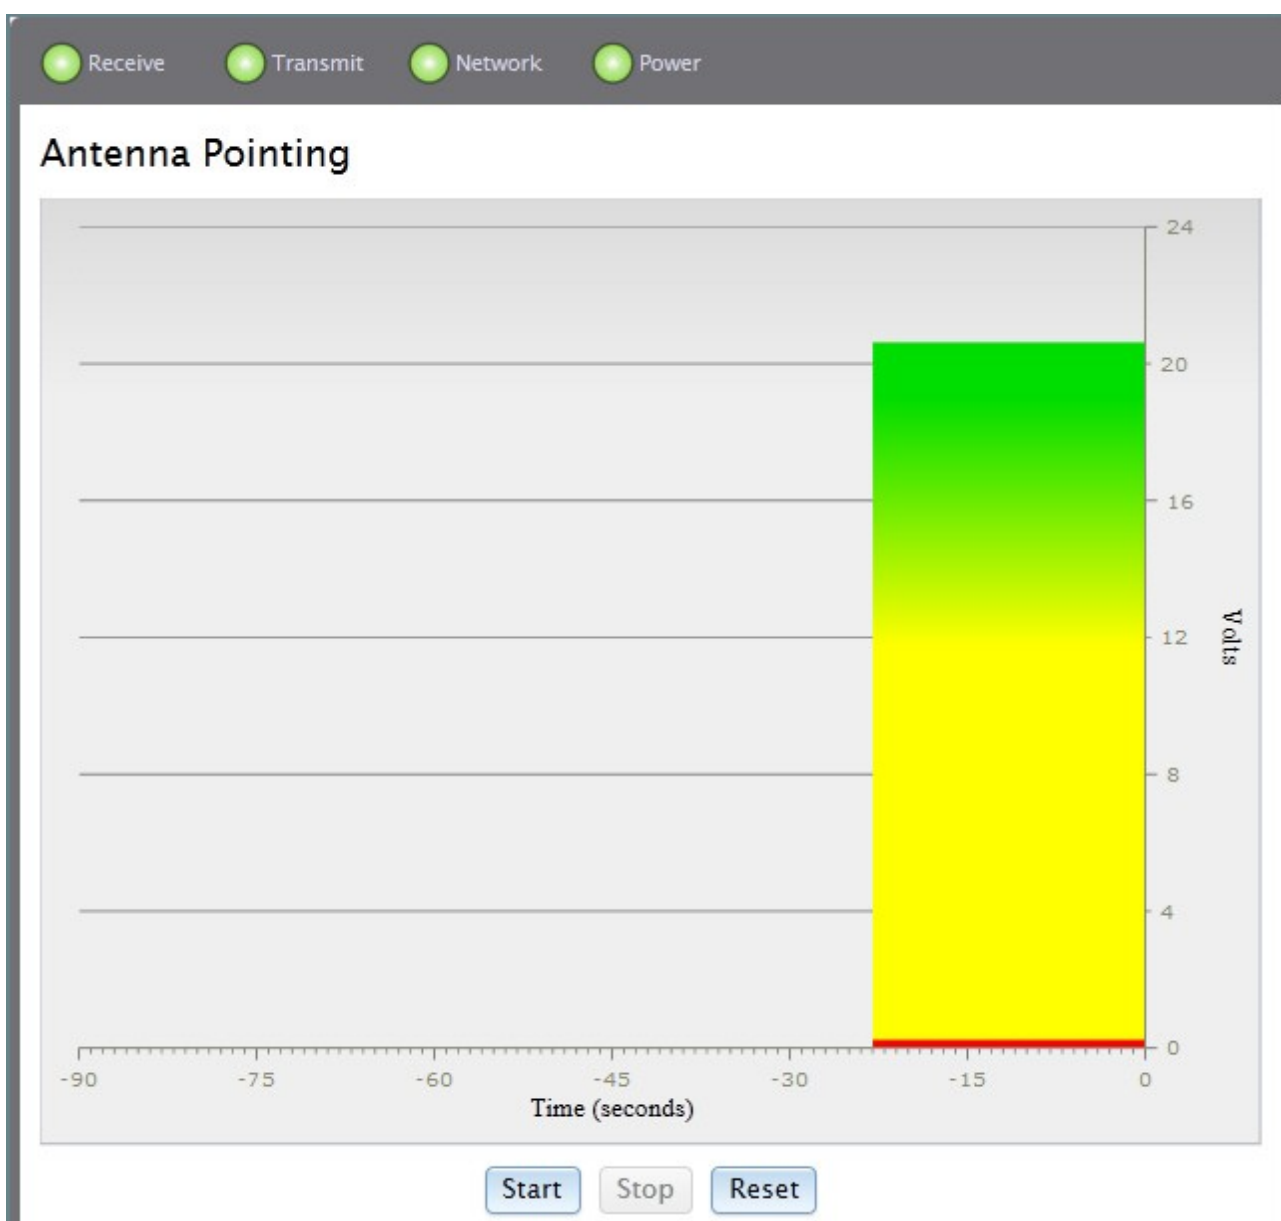 Receive Transmit Network Power
Antenna Pointing
24
20
16
12
8
4
0
Volts
-90 -75 -60 -45 -30 -15 0
Time (seconds)
Start Stop Reset